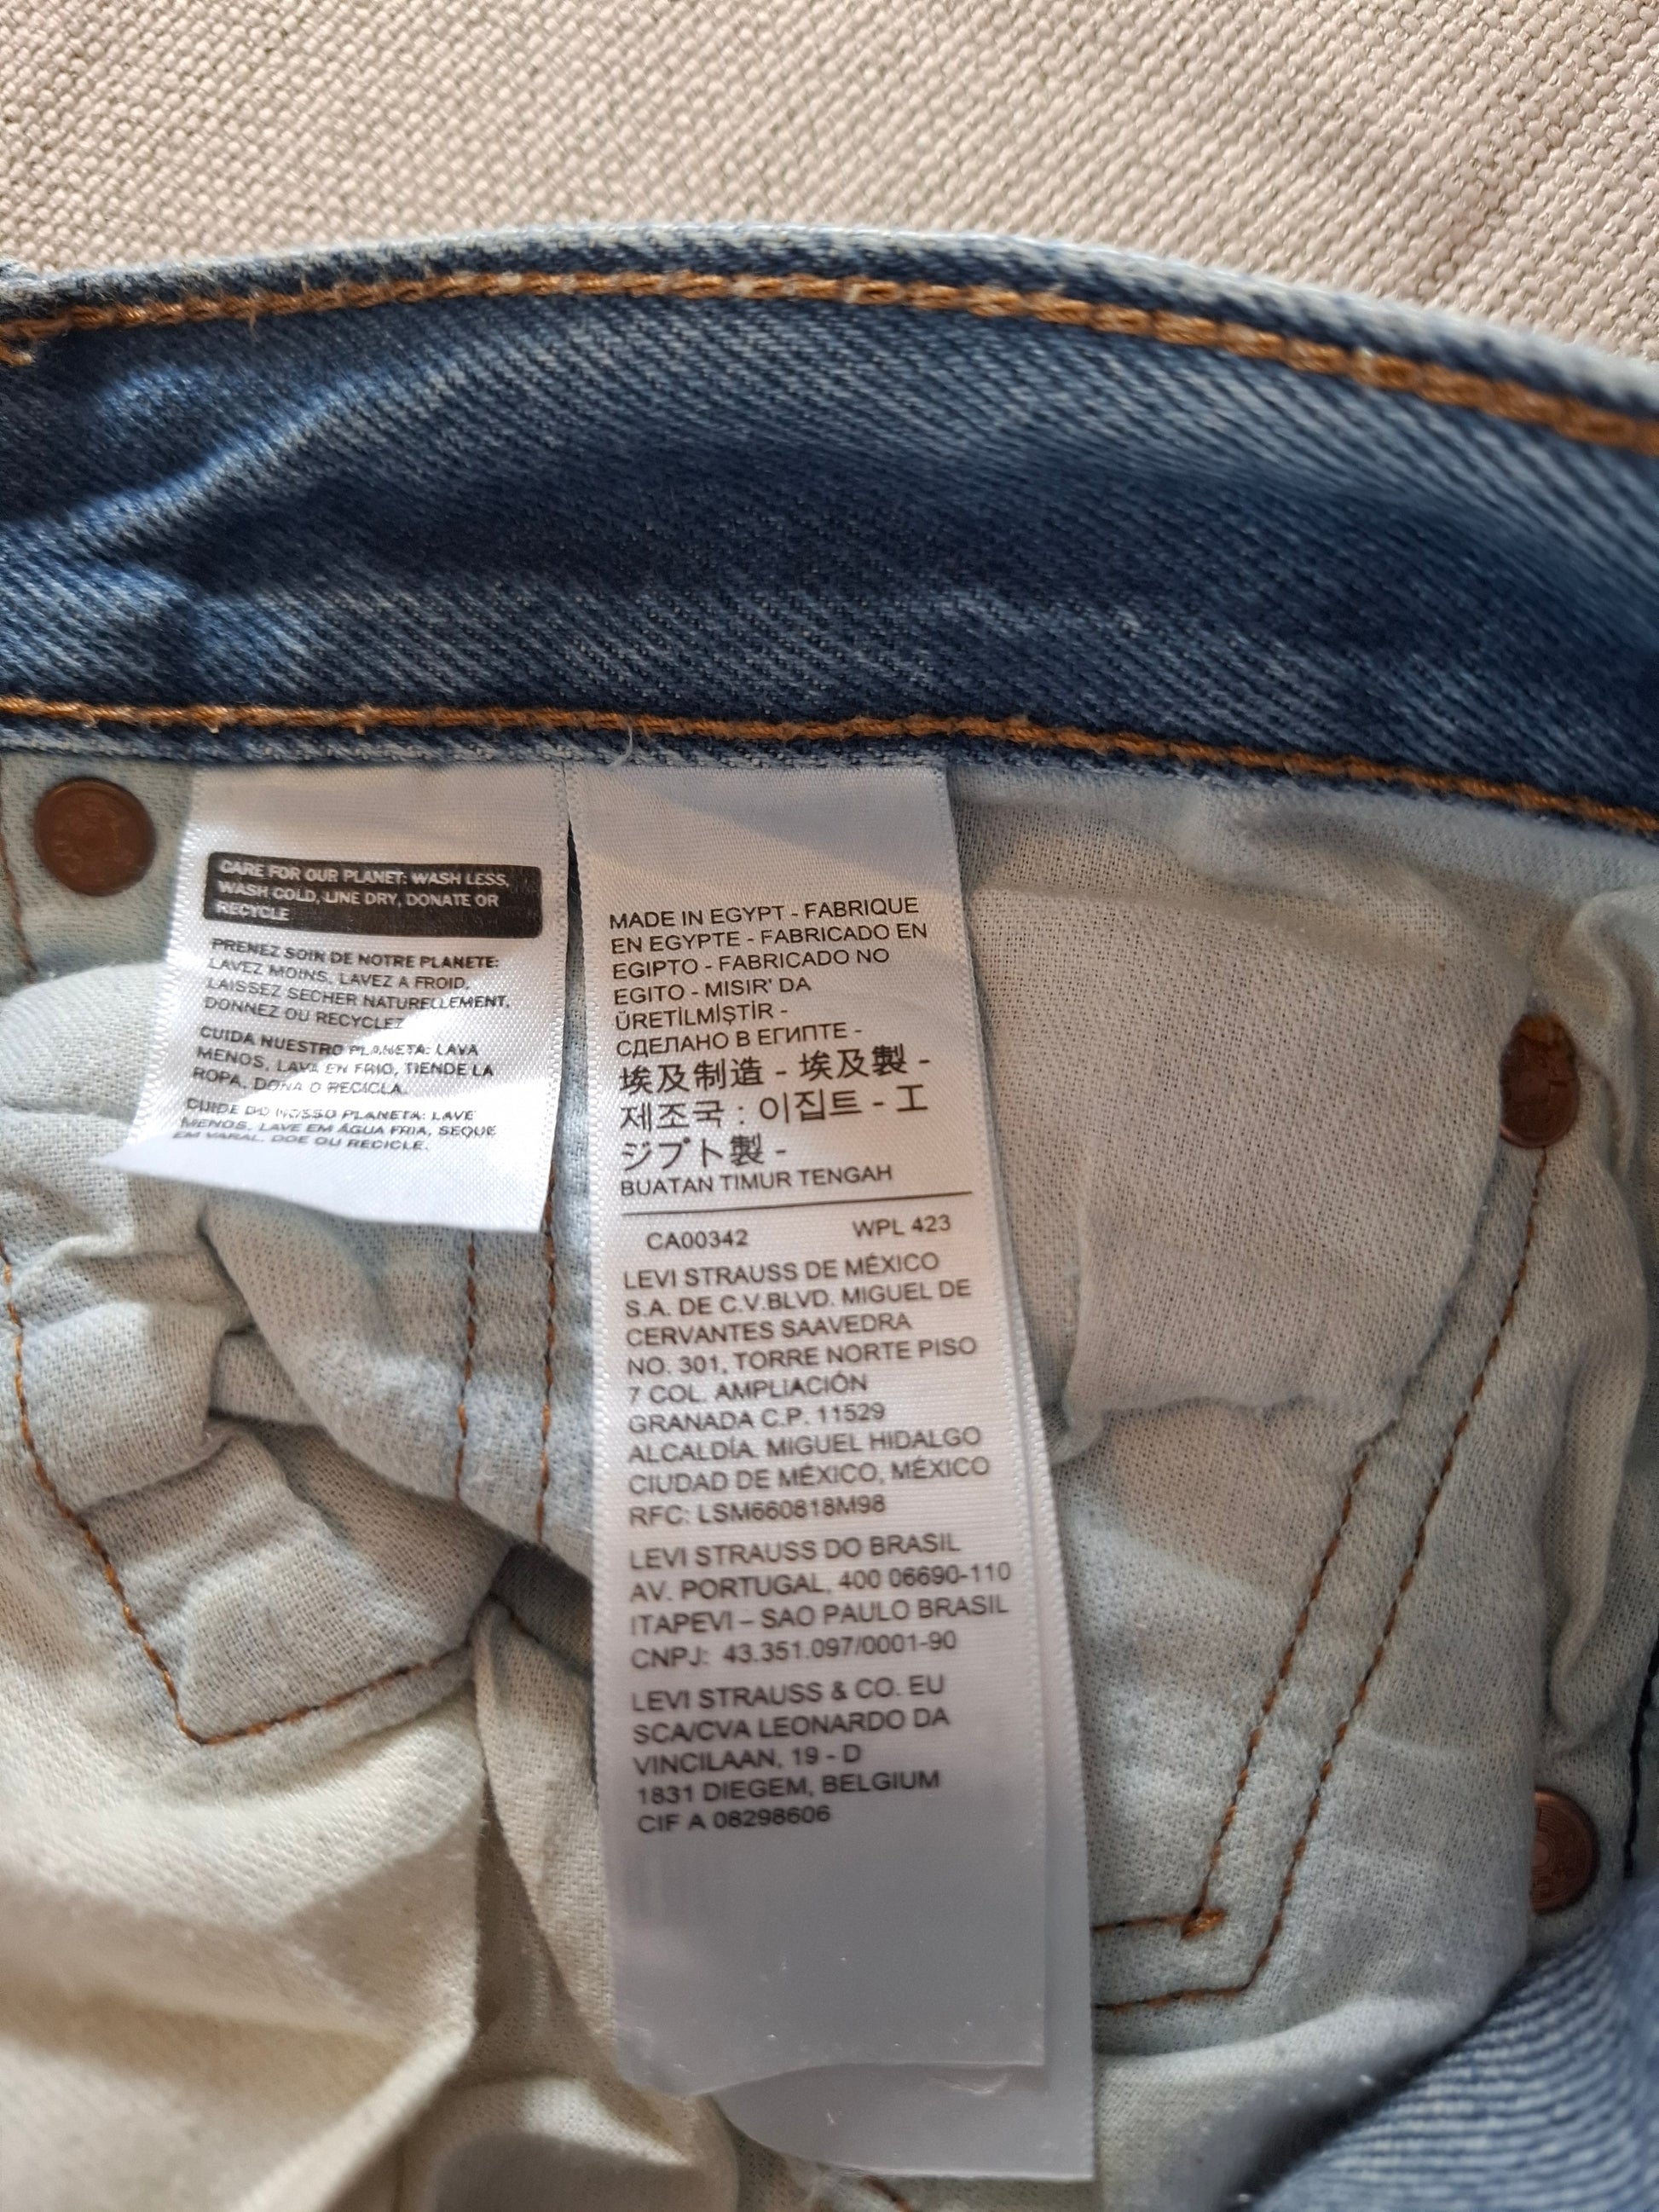 CARE FOR OUR PLANET: WASH LESS,
WASH COLD, LINE DRY, DONATE OR
RECYCLE
PRENEZ SOIN DE NOTRE PLANETE:
LAVEZ MOINS, LAVEZ A FROID,
LAISSEZ SECHER NATURELLEMENT,
DONNEZ OU RECYCLEZ
CUIDA NUESTRO PLANETA: LAVA
MENOS, LAVA EN FRIO, TIENDE LA
ROPA, DONA O RECICLA.
CUIDE DO NOSSO PLANETA: LAVE
MENOS, LAVE EM ÁGUA FRIA, SEQUE
EM VARAL, DOE OU RECICLE.
MADE IN EGYPT - FABRIQUE
EN EGYPTE - FABRICADO EN
EGIPTO - FABRICADO NO
EGITO - MISIR' DA
ÜRETİLMİŞTİR -
СДЕЛАНО В ЕГИПТЕ -
埃及制造 - 埃及製 -
제조국 : 이집트 - エ
ジプト製 -
BUATAN TIMUR TENGAH
CA00342 WPL 423
LEVI STRAUSS DE MÉXICO
S.A. DE C.V.BLVD. MIGUEL DE
CERVANTES SAAVEDRA
NO. 301, TORRE NORTE PISO
7 COL. AMPLIACIÓN
GRANADA C.P. 11529
ALCALDÍA. MIGUEL HIDALGO
CIUDAD DE MÉXICO, MÉXICO
RFC: LSM660818M98
LEVI STRAUSS DO BRASIL
AV. PORTUGAL, 400 06690-110
ITAPEVI – SAO PAULO BRASIL
CNPJ: 43.351.097/0001-90
LEVI STRAUSS & CO. EU
SCA/CVA LEONARDO DA
VINCILAAN, 19 - D
1831 DIEGEM, BELGIUM
CIF A 08298606